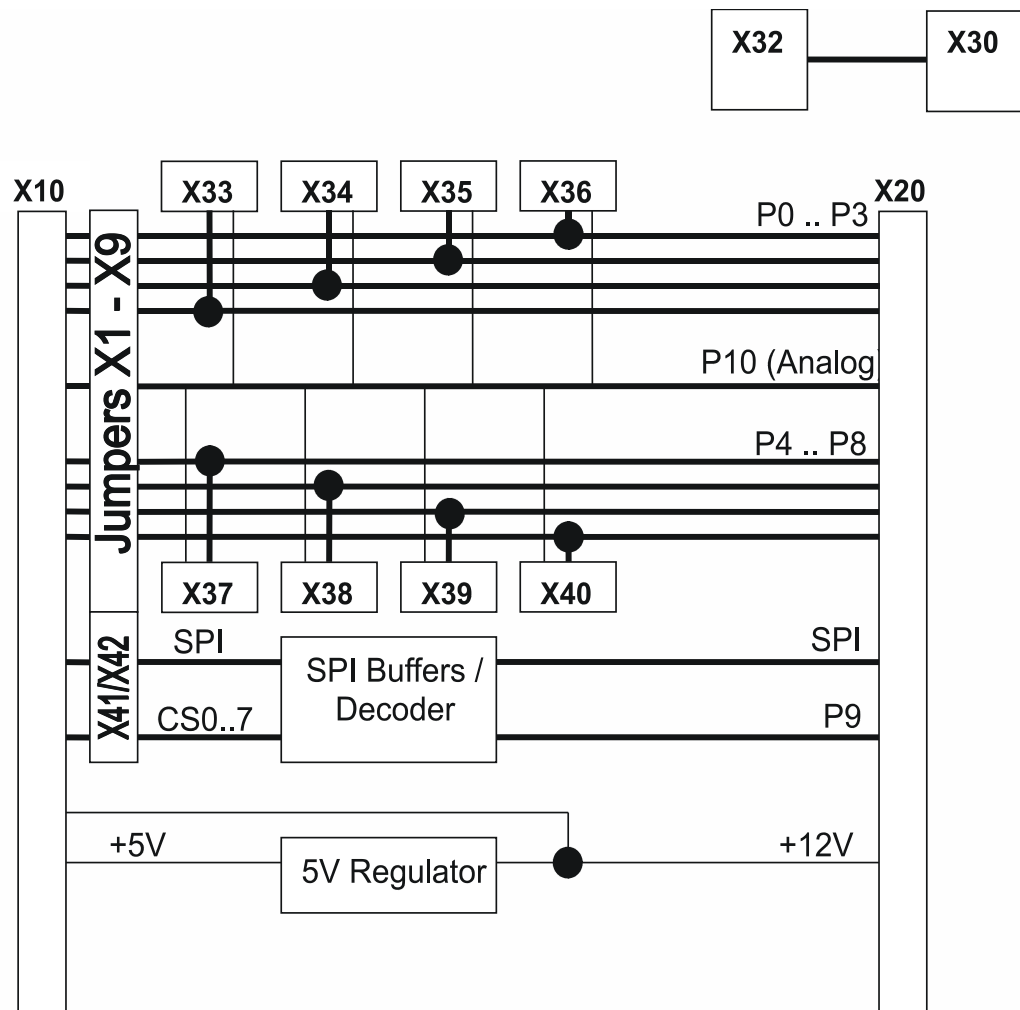 X32
X30
X10
X33
X34
X35
X36
X20
P0 .. P3
Jumpers X1 - X9
P10 (Analog
P4 .. P8
X37
X38
X39
X40
X41/X42
SPI
SPI Buffers /
Decoder
SPI
CS0..7
P9
+5V
5V Regulator
+12V